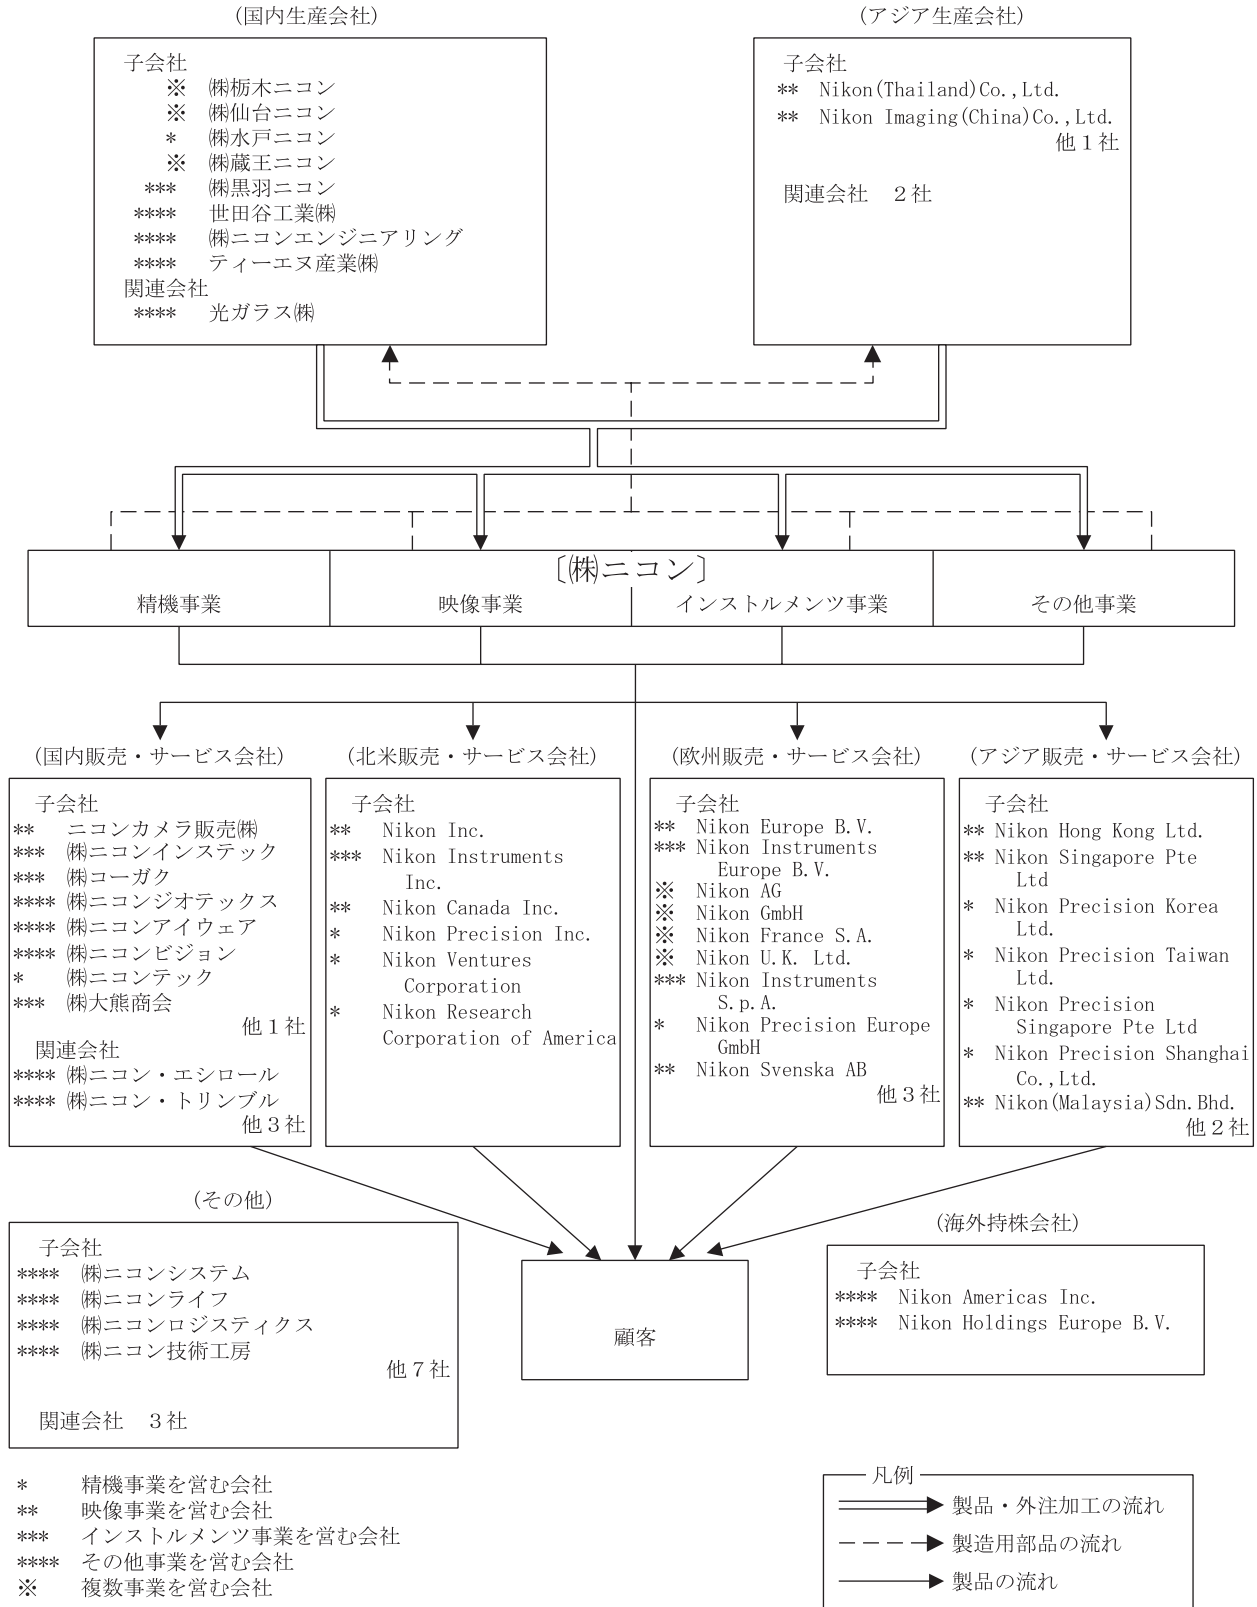 (国内生産会社)
子会社
※ ㈱栃木ニコン
※ ㈱仙台ニコン
* ㈱水戸ニコン
※ ㈱蔵王ニコン
*** ㈱黒羽ニコン
**** 世田谷工業㈱
**** ㈱ニコンエンジニアリング
**** ティーエヌ産業㈱
関連会社
**** 光ガラス㈱
(アジア生産会社)
子会社
** Nikon(Thailand)Co.,Ltd.
** Nikon Imaging(China)Co.,Ltd.
他1社
関連会社 2社
〔㈱ニコン〕
精機事業
映像事業
インストルメンツ事業
その他事業
(国内販売・サービス会社)
子会社
** ニコンカメラ販売㈱
*** ㈱ニコンインステック
*** ㈱コーガク
**** ㈱ニコンジオテックス
**** ㈱ニコンアイウェア
**** ㈱ニコンビジョン
* ㈱ニコンテック
*** ㈱大熊商会
他1社
関連会社
**** ㈱ニコン・エシロール
**** ㈱ニコン・トリンブル
他3社
(北米販売・サービス会社)
子会社
** Nikon Inc.
*** Nikon Instruments
Inc.
** Nikon Canada Inc.
* Nikon Precision Inc.
* Nikon Ventures
Corporation
* Nikon Research
Corporation of America
(欧州販売・サービス会社)
子会社
** Nikon Europe B.V.
*** Nikon Instruments
Europe B.V.
※ Nikon AG
※ Nikon GmbH
※ Nikon France S.A.
※ Nikon U.K. Ltd.
*** Nikon Instruments
S.p.A.
* Nikon Precision Europe
GmbH
** Nikon Svenska AB
他3社
(アジア販売・サービス会社)
子会社
** Nikon Hong Kong Ltd.
** Nikon Singapore Pte
Ltd
* Nikon Precision Korea
Ltd.
* Nikon Precision Taiwan
Ltd.
* Nikon Precision
Singapore Pte Ltd
* Nikon Precision Shanghai
Co.,Ltd.
** Nikon(Malaysia)Sdn.Bhd.
他2社
(その他)
子会社
**** ㈱ニコンシステム
**** ㈱ニコンライフ
**** ㈱ニコンロジスティクス
**** ㈱ニコン技術工房
他7社
関連会社 3社
顧客
(海外持株会社)
子会社
**** Nikon Americas Inc.
**** Nikon Holdings Europe B.V.
* 精機事業を営む会社
** 映像事業を営む会社
*** インストルメンツ事業を営む会社
**** その他事業を営む会社
※ 複数事業を営む会社
凡例
製品・外注加工の流れ
製造用部品の流れ
製品の流れ